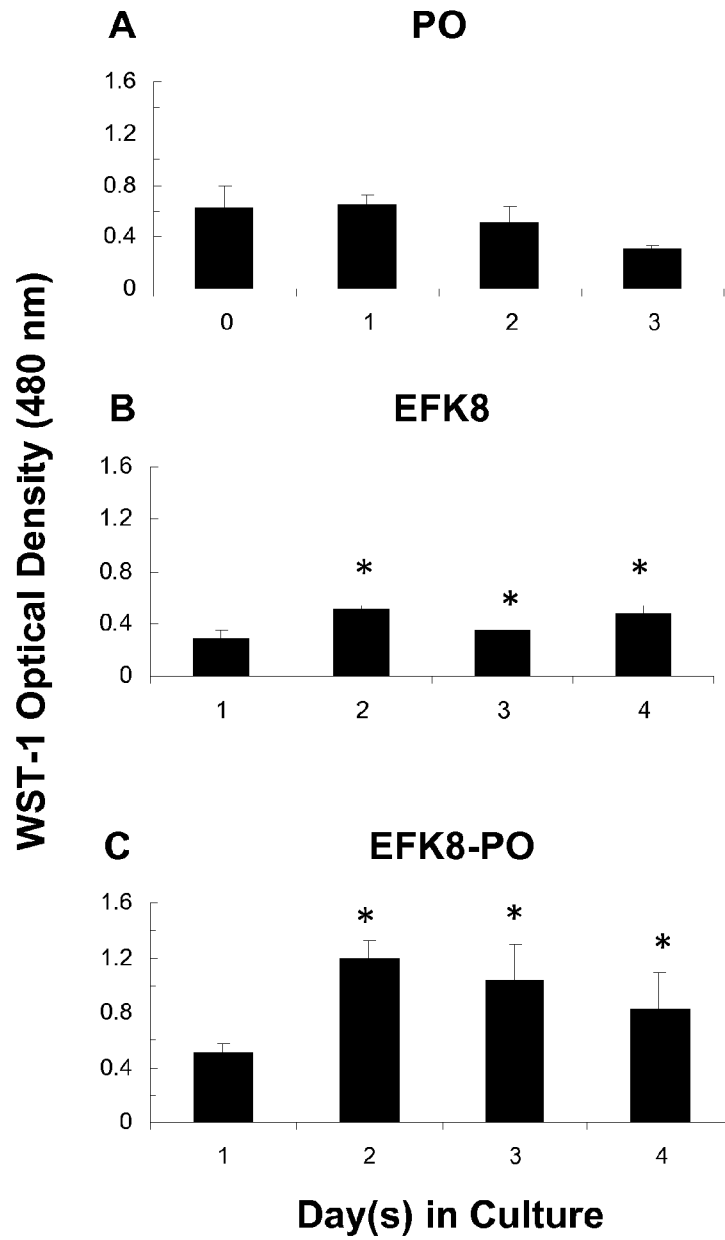 A PO
1.6
1.2
0.8
0.4
0
0 1 2 3
B EFK8
1.6
1.2
0.8
0.4
0
* * *
1 2 3 4
C EFK8-PO
1.6
1.2
0.8
0.4
0
* * *
1 2 3 4
WST-1 Optical Density (480 nm)
Day(s) in Culture